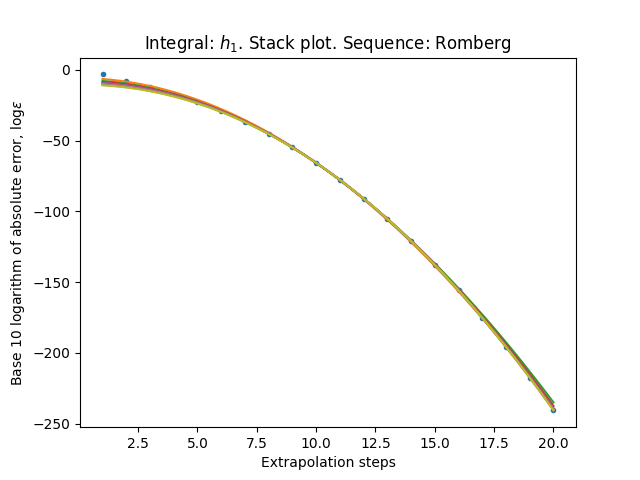 Integral: h₁. Stack plot. Sequence: Romberg
Base 10 logarithm of absolute error, logε
0
−50
−100
−150
−200
−250
2.5 5.0 7.5 10.0 12.5 15.0 17.5 20.0
Extrapolation steps